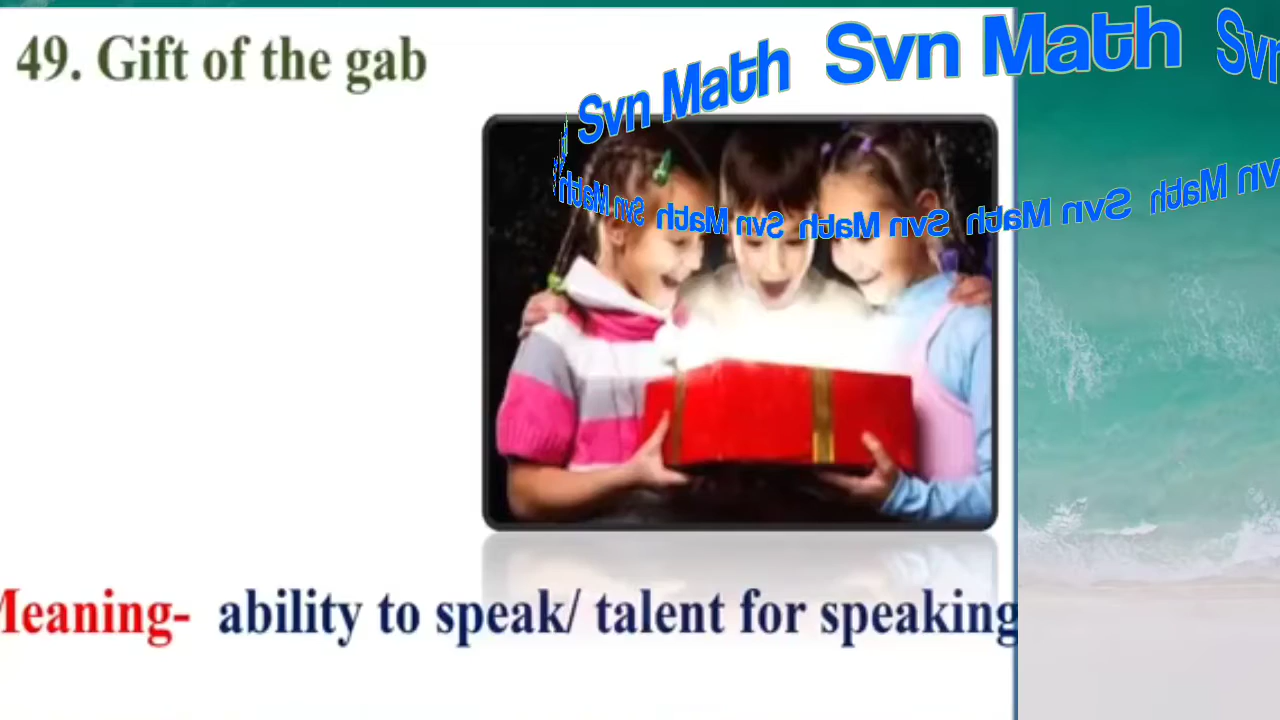 49. Gift of the gab
Svn Math Svn Math Svn
Svn Math Svn Math Svn Math Svn Math Svn Math
Meaning- ability to speak/ talent for speaking